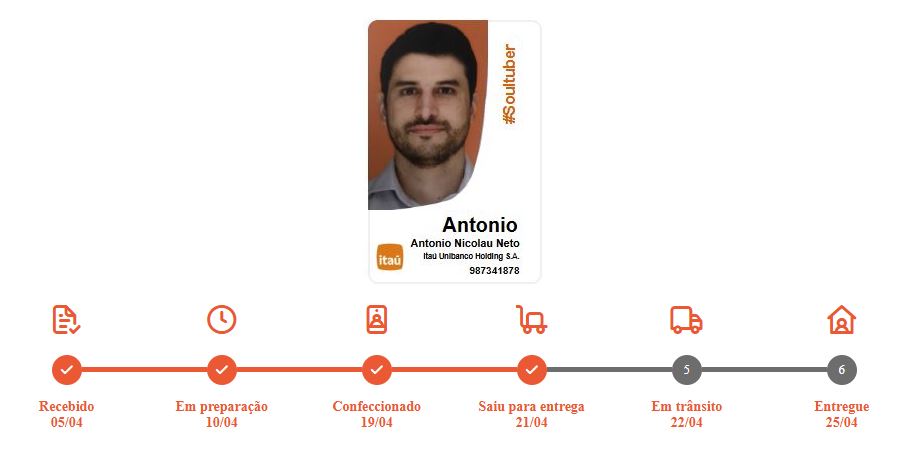 #Soultuber
Antonio
Antonio Nicolau Neto
itaú
Itaú Unibanco Holding S.A.
987341878
5
6
Recebido
05/04
Em preparação
10/04
Confeccionado
19/04
Saiu para entrega
21/04
Em trânsito
22/04
Entregue
25/04